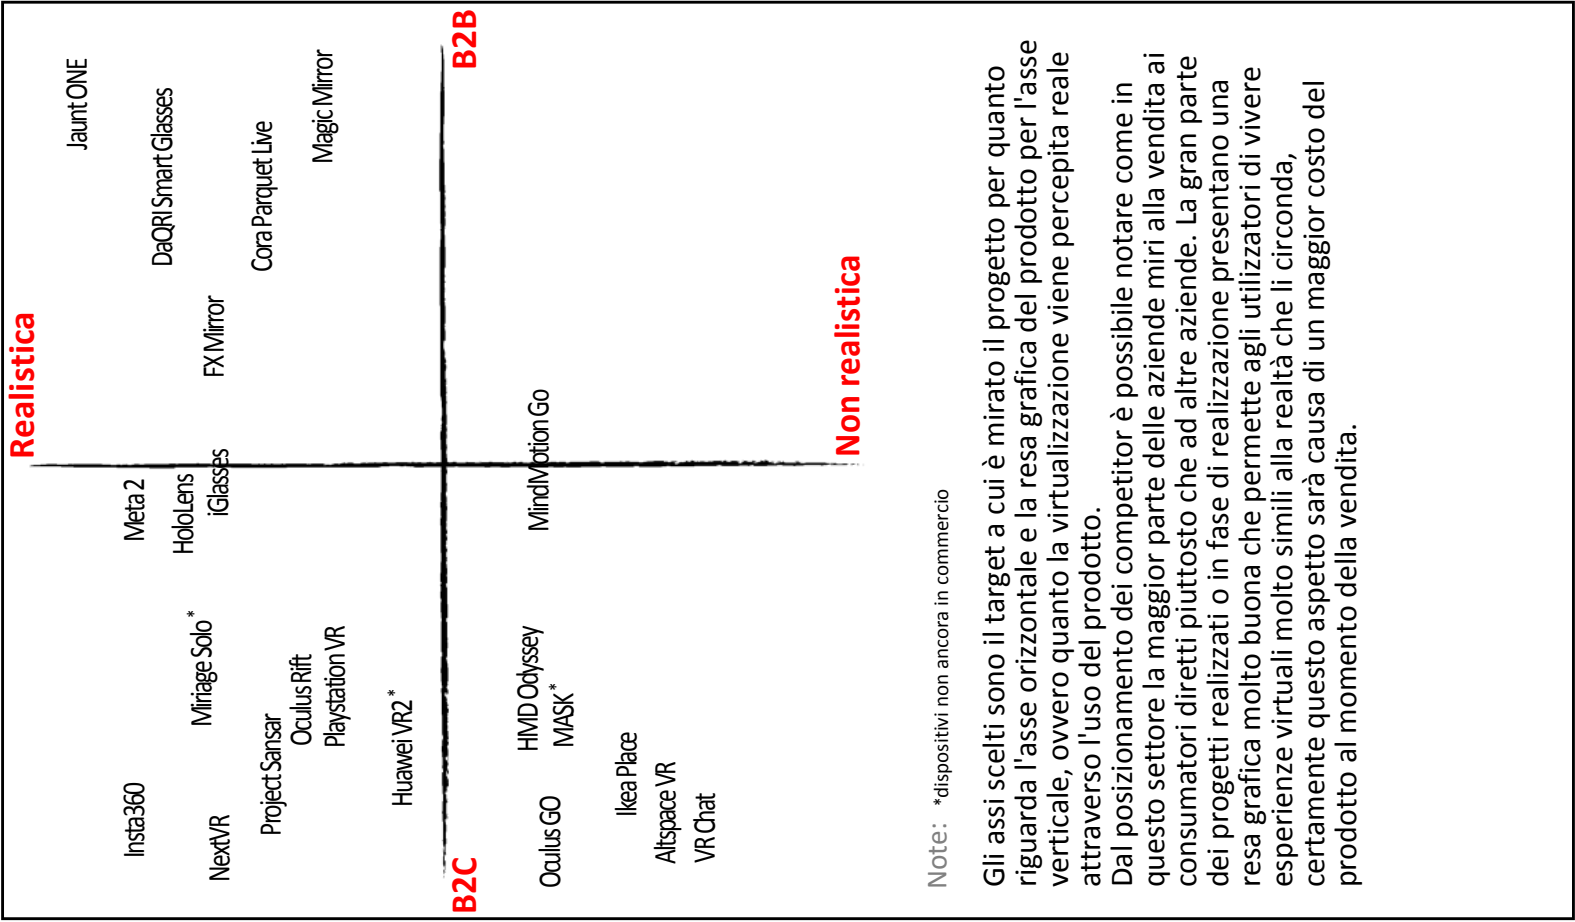 Realistica
Jaunt ONE
Meta 2
Insta360
DaQRI Smart Glasses
HoloLens
Miriage Solo*
FX Mirror
iGlasses
NextVR
Cora Parquet Live
Project Sansar
Oculus Rift
Magic Mirror
Playstation VR
Huawei VR2*
B2C
B2B
HMD Odyssey
MindMotion Go
Oculus GO
MASK*
Ikea Place
Altspace VR
VR Chat
Non realistica
Note: *dispositivi non ancora in commercio
Gli assi scelti sono il target a cui è mirato il progetto per quanto
riguarda l'asse orizzontale e la resa grafica del prodotto per l'asse
verticale, ovvero quanto la virtualizzazione viene percepita reale
attraverso l'uso del prodotto.
Dal posizionamento dei competitor è possibile notare come in
questo settore la maggior parte delle aziende miri alla vendita ai
consumatori diretti piuttosto che ad altre aziende. La gran parte
dei progetti realizzati o in fase di realizzazione presentano una
resa grafica molto buona che permette agli utilizzatori di vivere
esperienze virtuali molto simili alla realtà che li circonda,
certamente questo aspetto sarà causa di un maggior costo del
prodotto al momento della vendita.